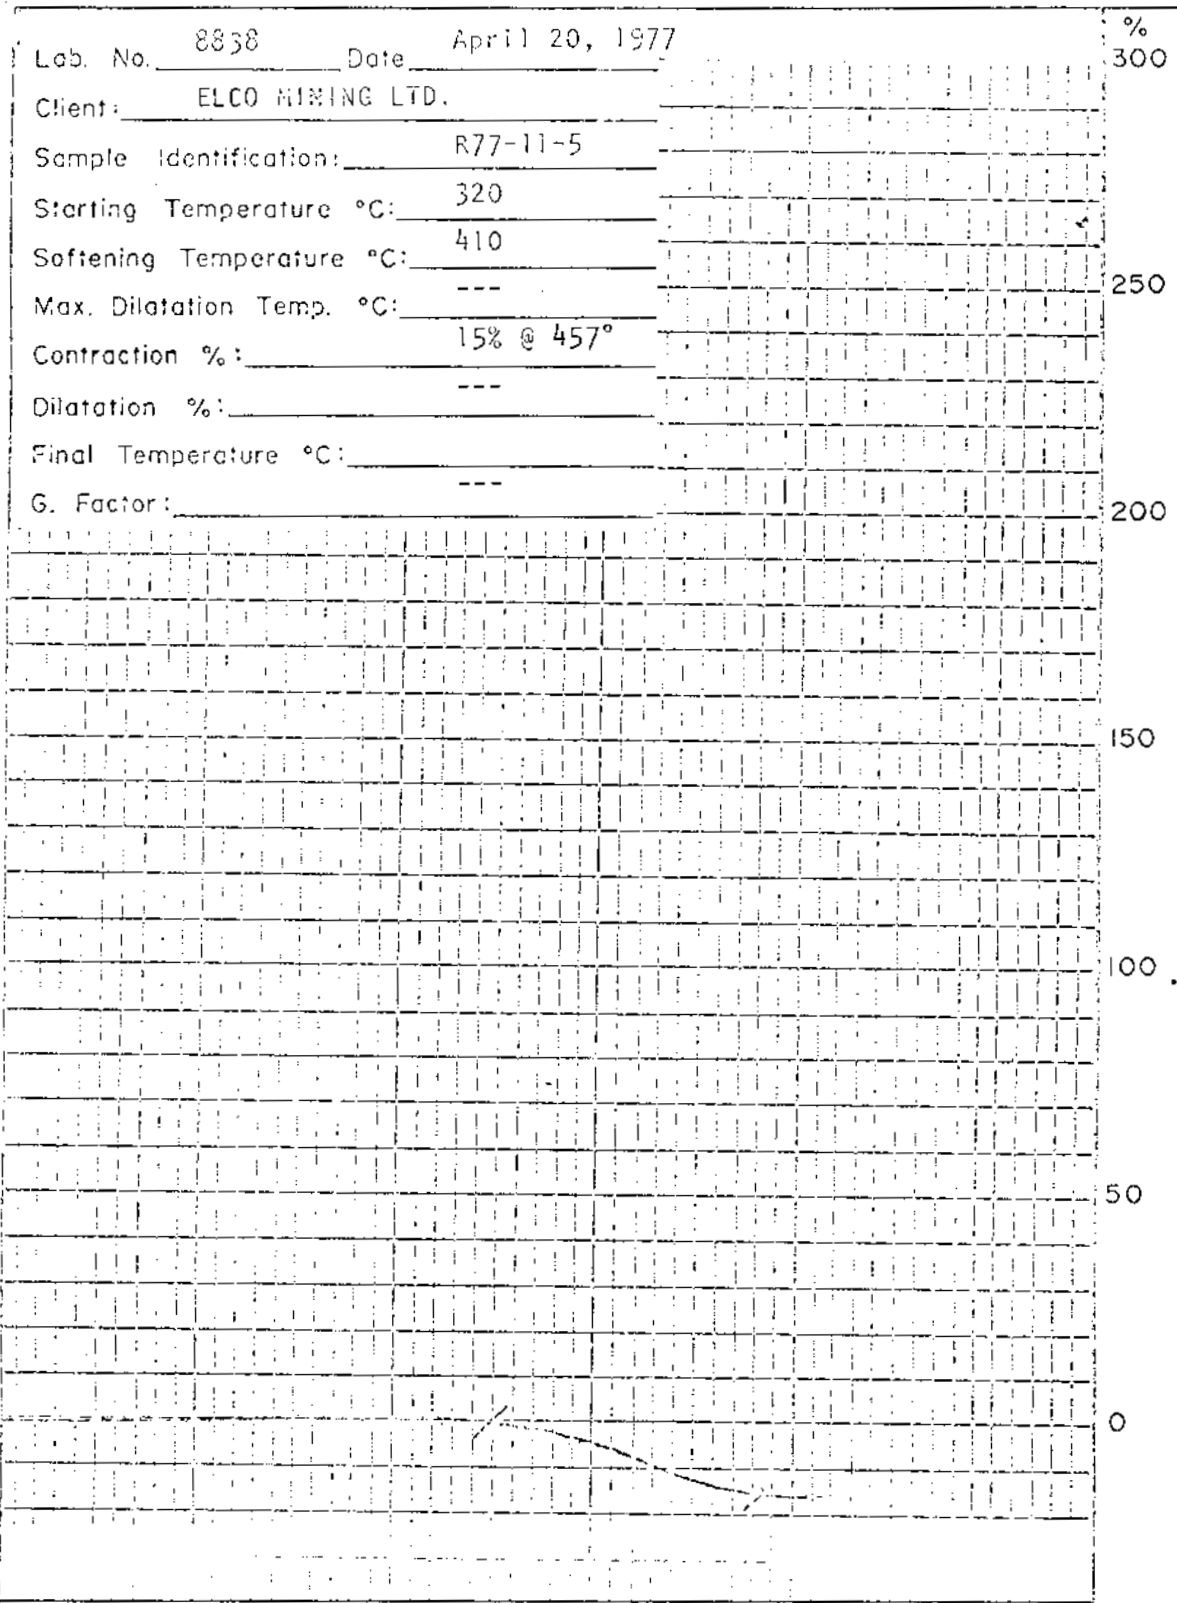 Lab. No. 8838 Date April 20, 1977
Client: ELCO MINING LTD.
Sample Identification: R77-11-5
Starting Temperature °C: 320
Softening Temperature °C: 410
Max. Dilatation Temp. °C: ---
Contraction %: 15% @ 457°
Dilatation %: ---
Final Temperature °C:
G. Factor: ---
%
300
250
200
150
100
50
0